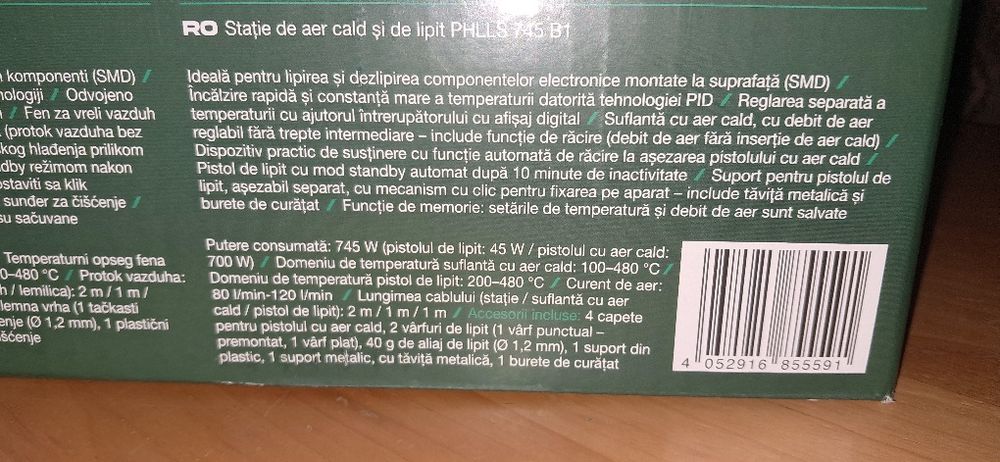 RO Stație de aer cald și de lipit PHLLS 745 B1
komponenti (SMD) /
/ Odvojeno
/ Fen za vreli vazduh
(protok vazduha bez
hlađenja prilikom
režimom nakon
sa klik
sunder za čišćenje /
su sačuvane
Ideală pentru lipirea și dezlipirea componentelor electronice montate la suprafață (SMD) /
Încălzire rapidă și constanță mare a temperaturii datorită tehnologiei PID / Reglarea separată a
temperaturii cu ajutorul întrerupătorului cu afișaj digital / Suflantă cu aer cald, cu debit de aer
reglabil fără trepte intermediare – include funcție de răcire (debit de aer fără inserție de aer cald) /
Dispozitiv practic de susținere cu funcție automată de răcire la așezarea pistolului cu aer cald /
Pistol de lipit cu mod standby automat după 10 minute de inactivitate / Suport pentru pistolul de
lipit, așezabil separat, cu mecanism cu clic pentru fixarea pe aparat – include tăviță metalică și
burete de curățat / Funcție de memorie: setările de temperatură și debit de aer sunt salvate
Temperaturni opseg fena
–480 °C / Protok vazduha:
/ lemilica): 2 m / 1 m /
vrha (1 tačkasti
(Ø 1,2 mm), 1 plastični
Putere consumată: 745 W (pistolul de lipit: 45 W / pistolul cu aer cald:
700 W) / Domeniu de temperatură suflantă cu aer cald: 100–480 °C /
Domeniu de temperatură pistol de lipit: 200–480 °C / Curent de aer:
80 l/min-120 l/min / Lungimea cablului (stație / suflantă cu aer
cald / pistol de lipit): 2 m / 1 m / 1 m / Accesorii incluse: 4 capete
pentru pistolul cu aer cald, 2 vârfuri de lipit (1 vârf punctual –
premontat, 1 vârf plat), 40 g de aliaj de lipit (Ø 1,2 mm), 1 suport din
plastic, 1 suport metalic, cu tăviță metalică, 1 burete de curățat
4 052916 855591